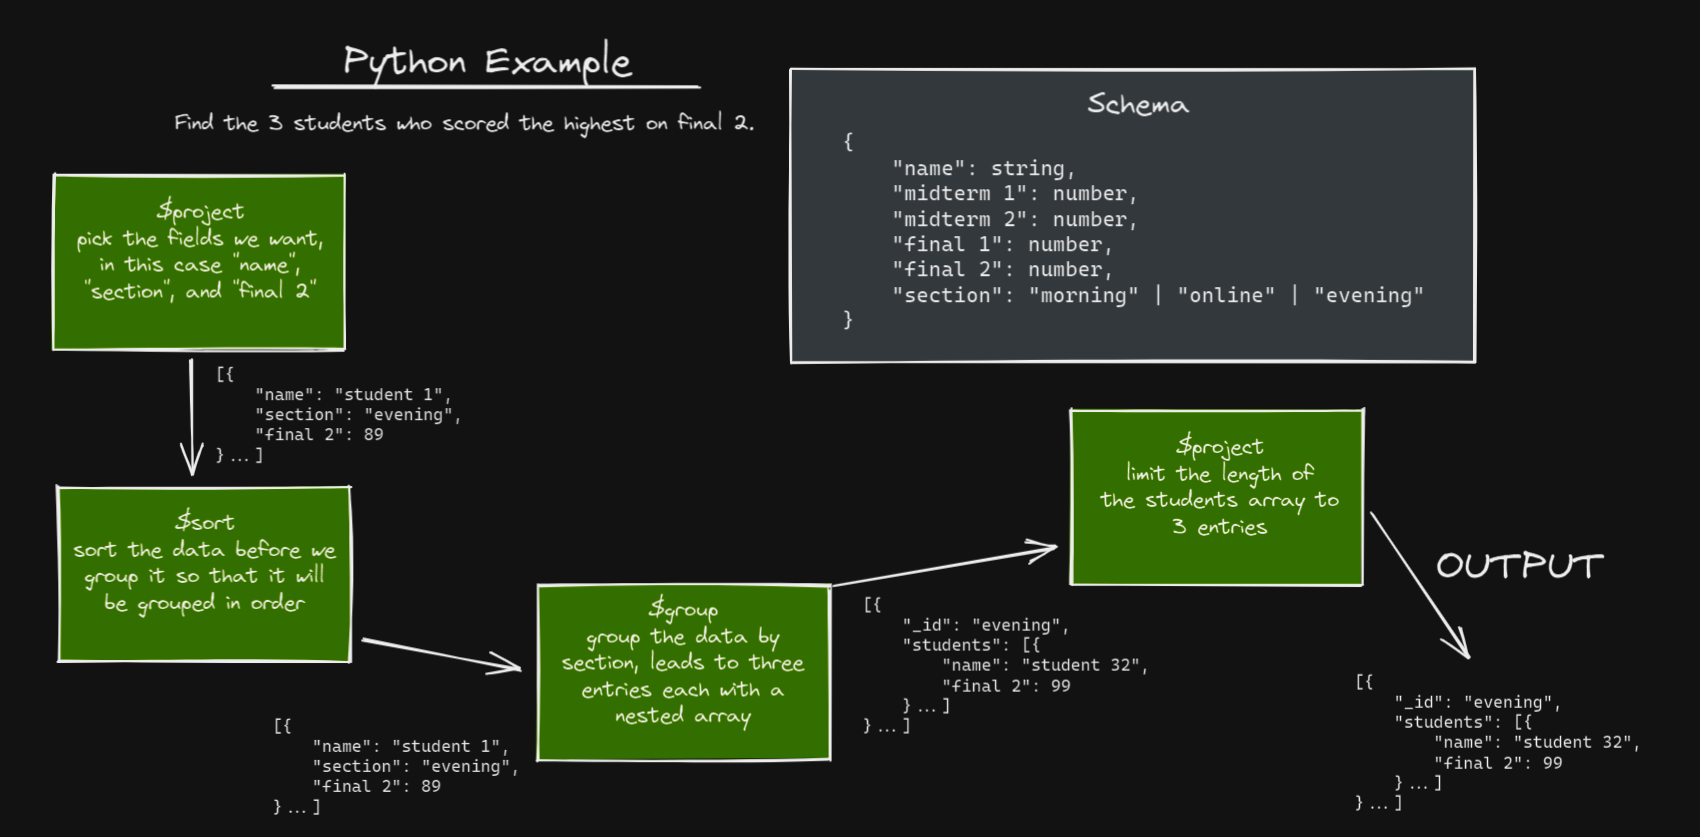 Python Example
Find the 3 students who scored the highest on final 2.
Schema
{
    "name": string,
    "midterm 1": number,
    "midterm 2": number,
    "final 1": number,
    "final 2": number,
    "section": "morning" | "online" | "evening"
}
$project
pick the fields we want,
in this case "name",
"section", and "final 2"
[{
    "name": "student 1",
    "section": "evening",
    "final 2": 89
} ... ]
$sort
sort the data before we
group it so that it will
be grouped in order
[{
    "name": "student 1",
    "section": "evening",
    "final 2": 89
} ... ]
$group
group the data by
section, leads to three
entries each with a
nested array
[{
    "_id": "evening",
    "students": [{
        "name": "student 32",
        "final 2": 99
    } ... ]
} ... ]
$project
limit the length of
the students array to
3 entries
OUTPUT
[{
    "_id": "evening",
    "students": [{
        "name": "student 32",
        "final 2": 99
    } ... ]
} ... ]